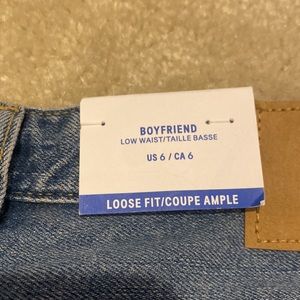 BOYFRIEND
LOW WAIST/TAILLE BASSE
US 6 / CA 6
LOOSE FIT/COUPE AMPLE